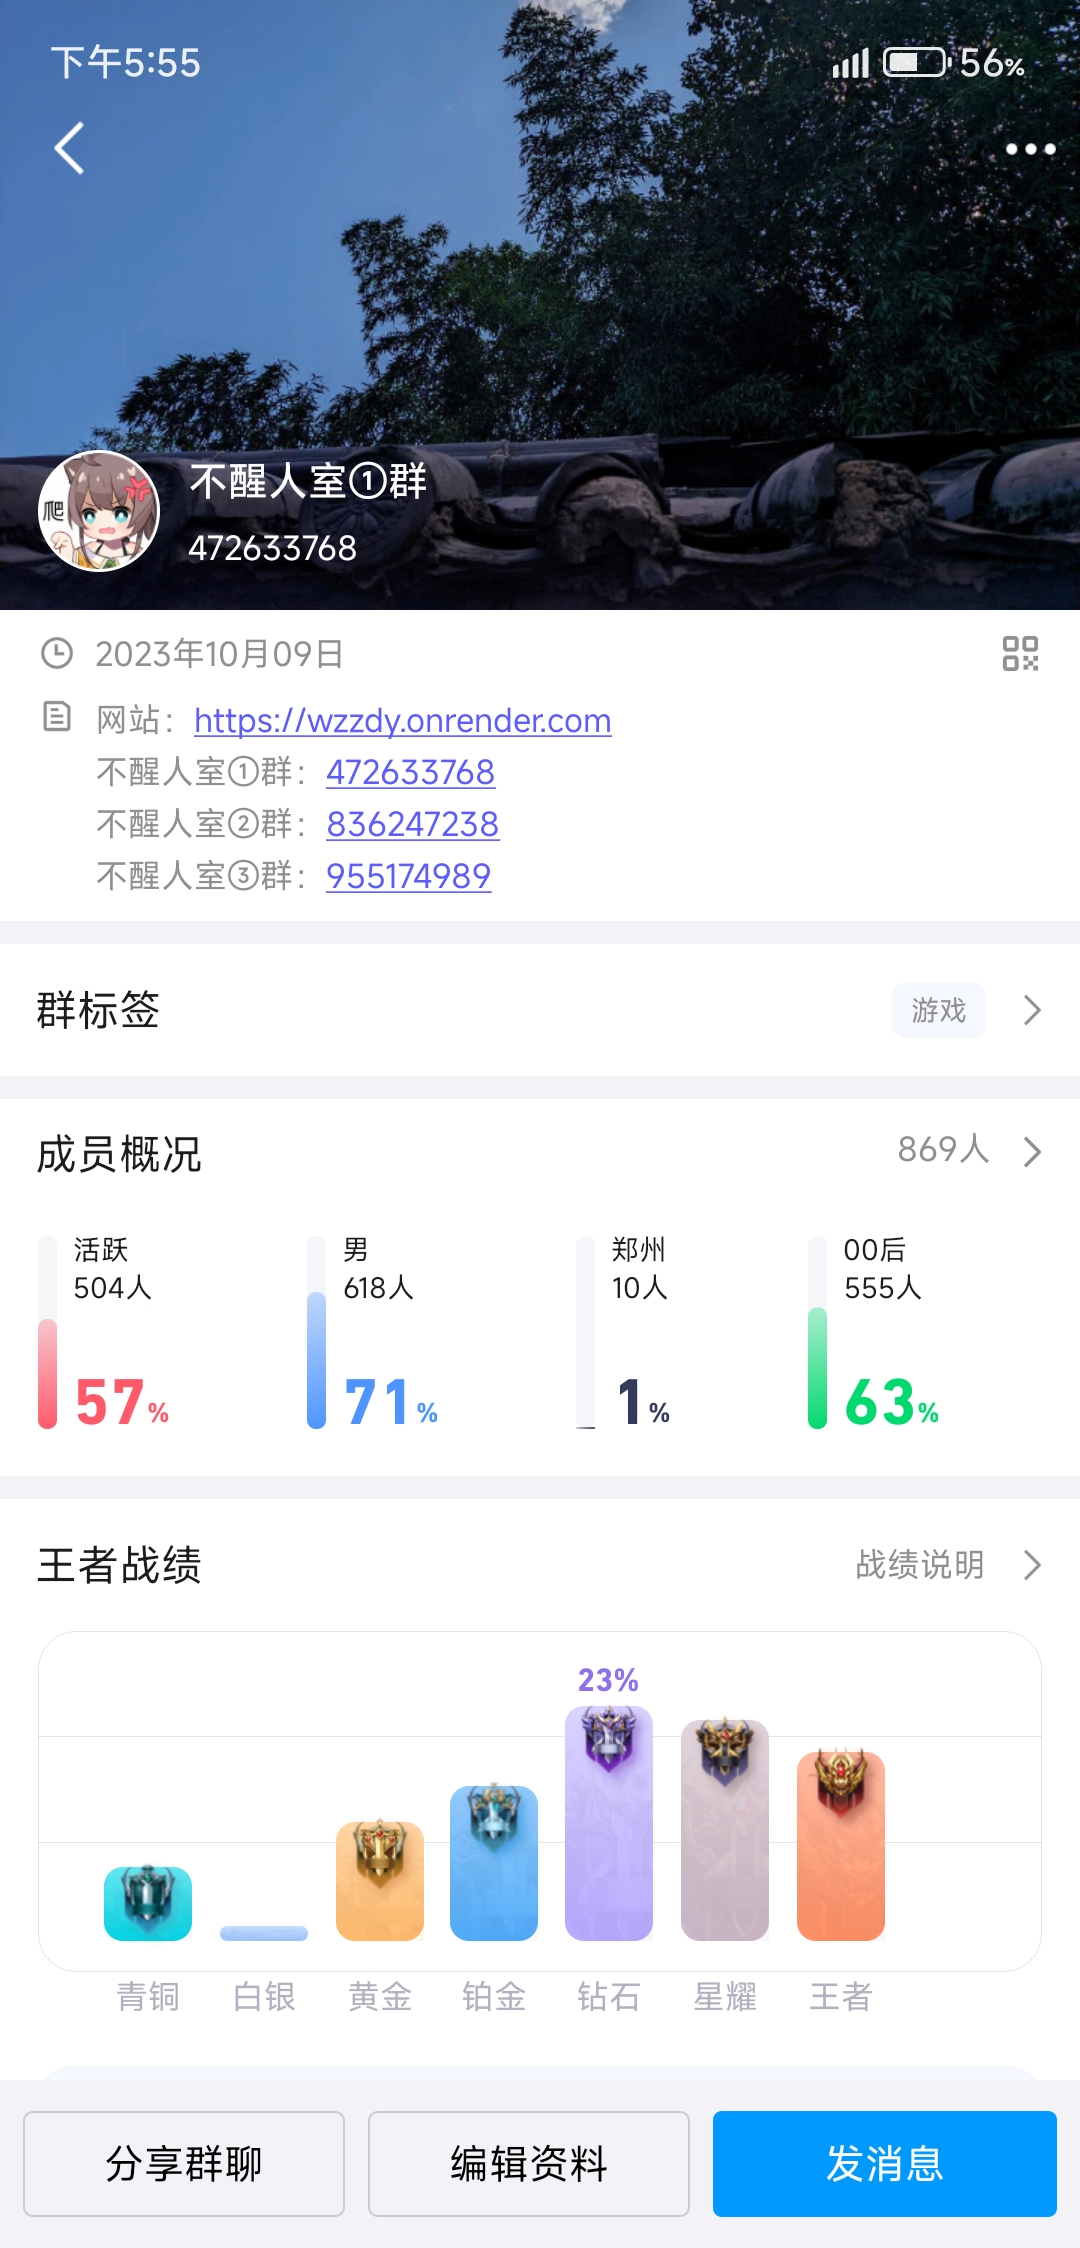 下午5:55
56%
不醒人室①群
爬
472633768
2023年10月09日
网站：https://wzzdy.onrender.com
不醒人室①群：472633768
不醒人室②群：836247238
不醒人室③群：955174989
群标签
游戏
成员概况
869人
活跃
504人
57%
男
618人
71%
郑州
10人
1%
00后
555人
63%
王者战绩
战绩说明
23%
青铜 白银 黄金 铂金 钻石 星耀 王者
分享群聊
编辑资料
发消息